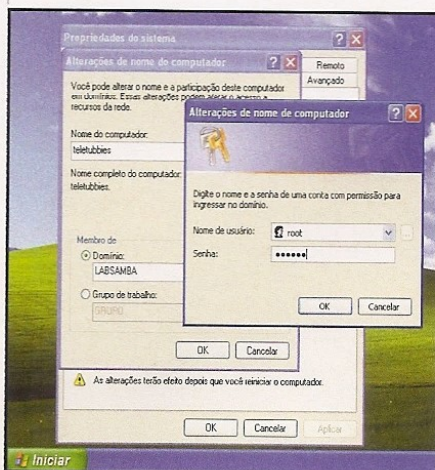 Propriedades do sistema
Remoto
Avançado
Alterações de nome de computador
Você pode alterar o nome e a participação deste computador
em domínios. Essas alterações podem afetar o acesso a
recursos da rede.
Nome do computador:
teletubbies
Nome completo do computador:
teletubbies.
Membro de
Domínio:
LABSAMBA
Grupo de trabalho:
GRUPO
OK
Cancelar
Alterações de nome de computador
Digite o nome e a senha de uma conta com permissão para
ingressar no domínio.
Nome de usuário:
root
Senha:
OK
Cancelar
As alterações terão efeito depois que você reiniciar o computador.
OK
Cancelar
Aplicar
Iniciar